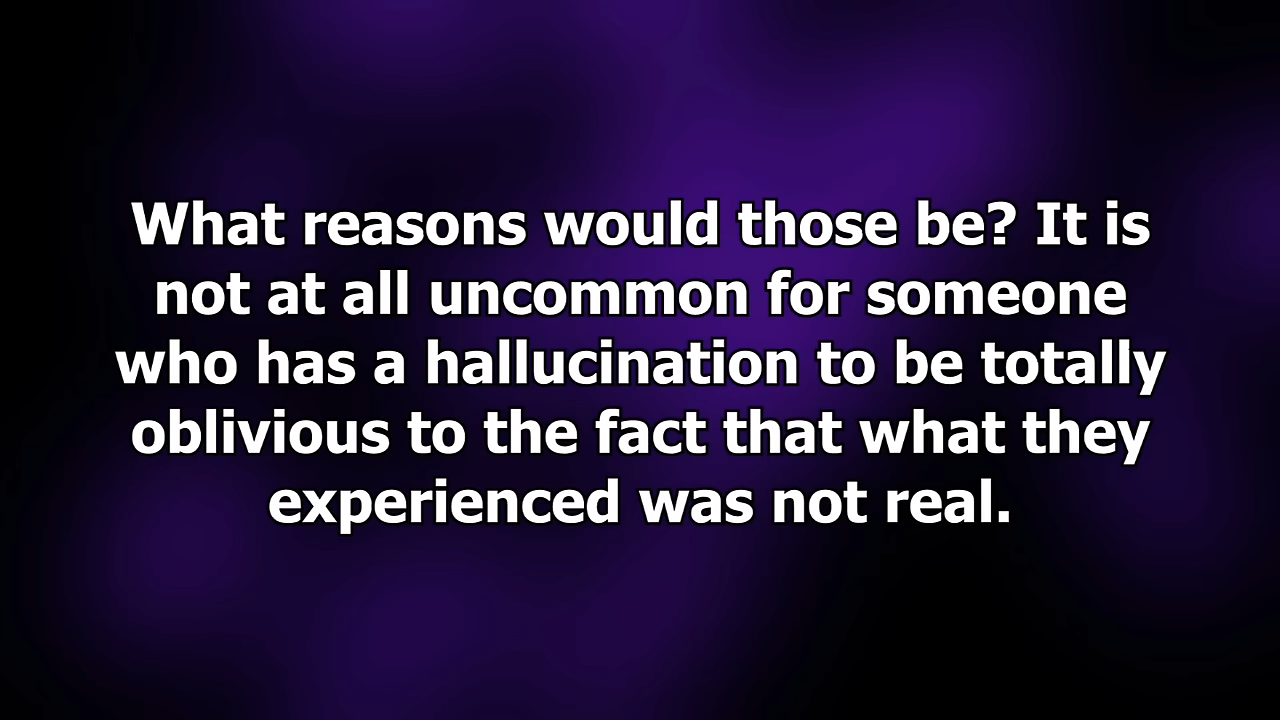 What reasons would those be? It is
not at all uncommon for someone
who has a hallucination to be totally
oblivious to the fact that what they
experienced was not real.